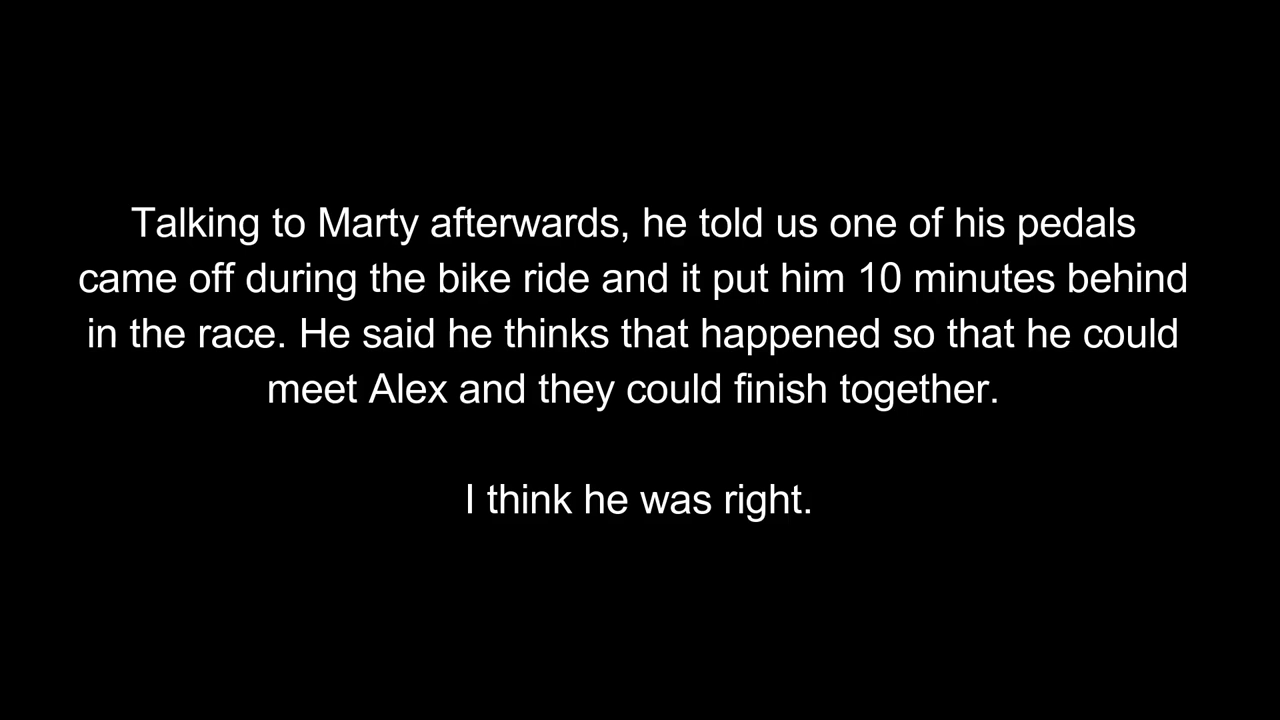 Talking to Marty afterwards, he told us one of his pedals
came off during the bike ride and it put him 10 minutes behind
in the race. He said he thinks that happened so that he could
meet Alex and they could finish together.
I think he was right.